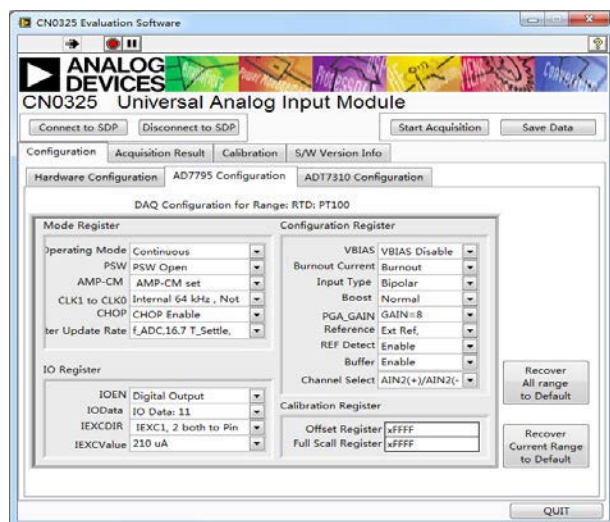 CN0325 Evaluation Software
ANALOG
DEVICES
CN0325 Universal Analog Input Module
Connect to SDP Disconnect to SDP Start Acquisition Save Data
Configuration Acquisition Result Calibration S/W Version Info
Hardware Configuration AD7795 Configuration ADT7310 Configuration
DAQ Configuration for Range: RTD: PT100
Mode Register
Operating Mode Continuous
PSW PSW Open
AMP-CM AMP-CM set
CLK1 to CLK0 Internal 64 kHz , Not
CHOP CHOP Enable
ter Update Rate f_ADC,16.7 T_Settle,
IO Register
IOEN Digital Output
IOData IO Data: 11
IEXCDIR IEXC1, 2 both to Pin
IEXCValue 210 uA
Configuration Register
VBIAS VBIAS Disable
Burnout Current Burnout
Input Type Bipolar
Boost Normal
PGA_GAIN GAIN=8
Reference Ext Ref,
REF Detect Enable
Buffer Enable
Channel Select AIN2(+)/AIN2(-
Calibration Register
Offset Register xFFFF
Full Scall Register xFFFF
Recover
All range
to Default
Recover
Current Range
to Default
QUIT